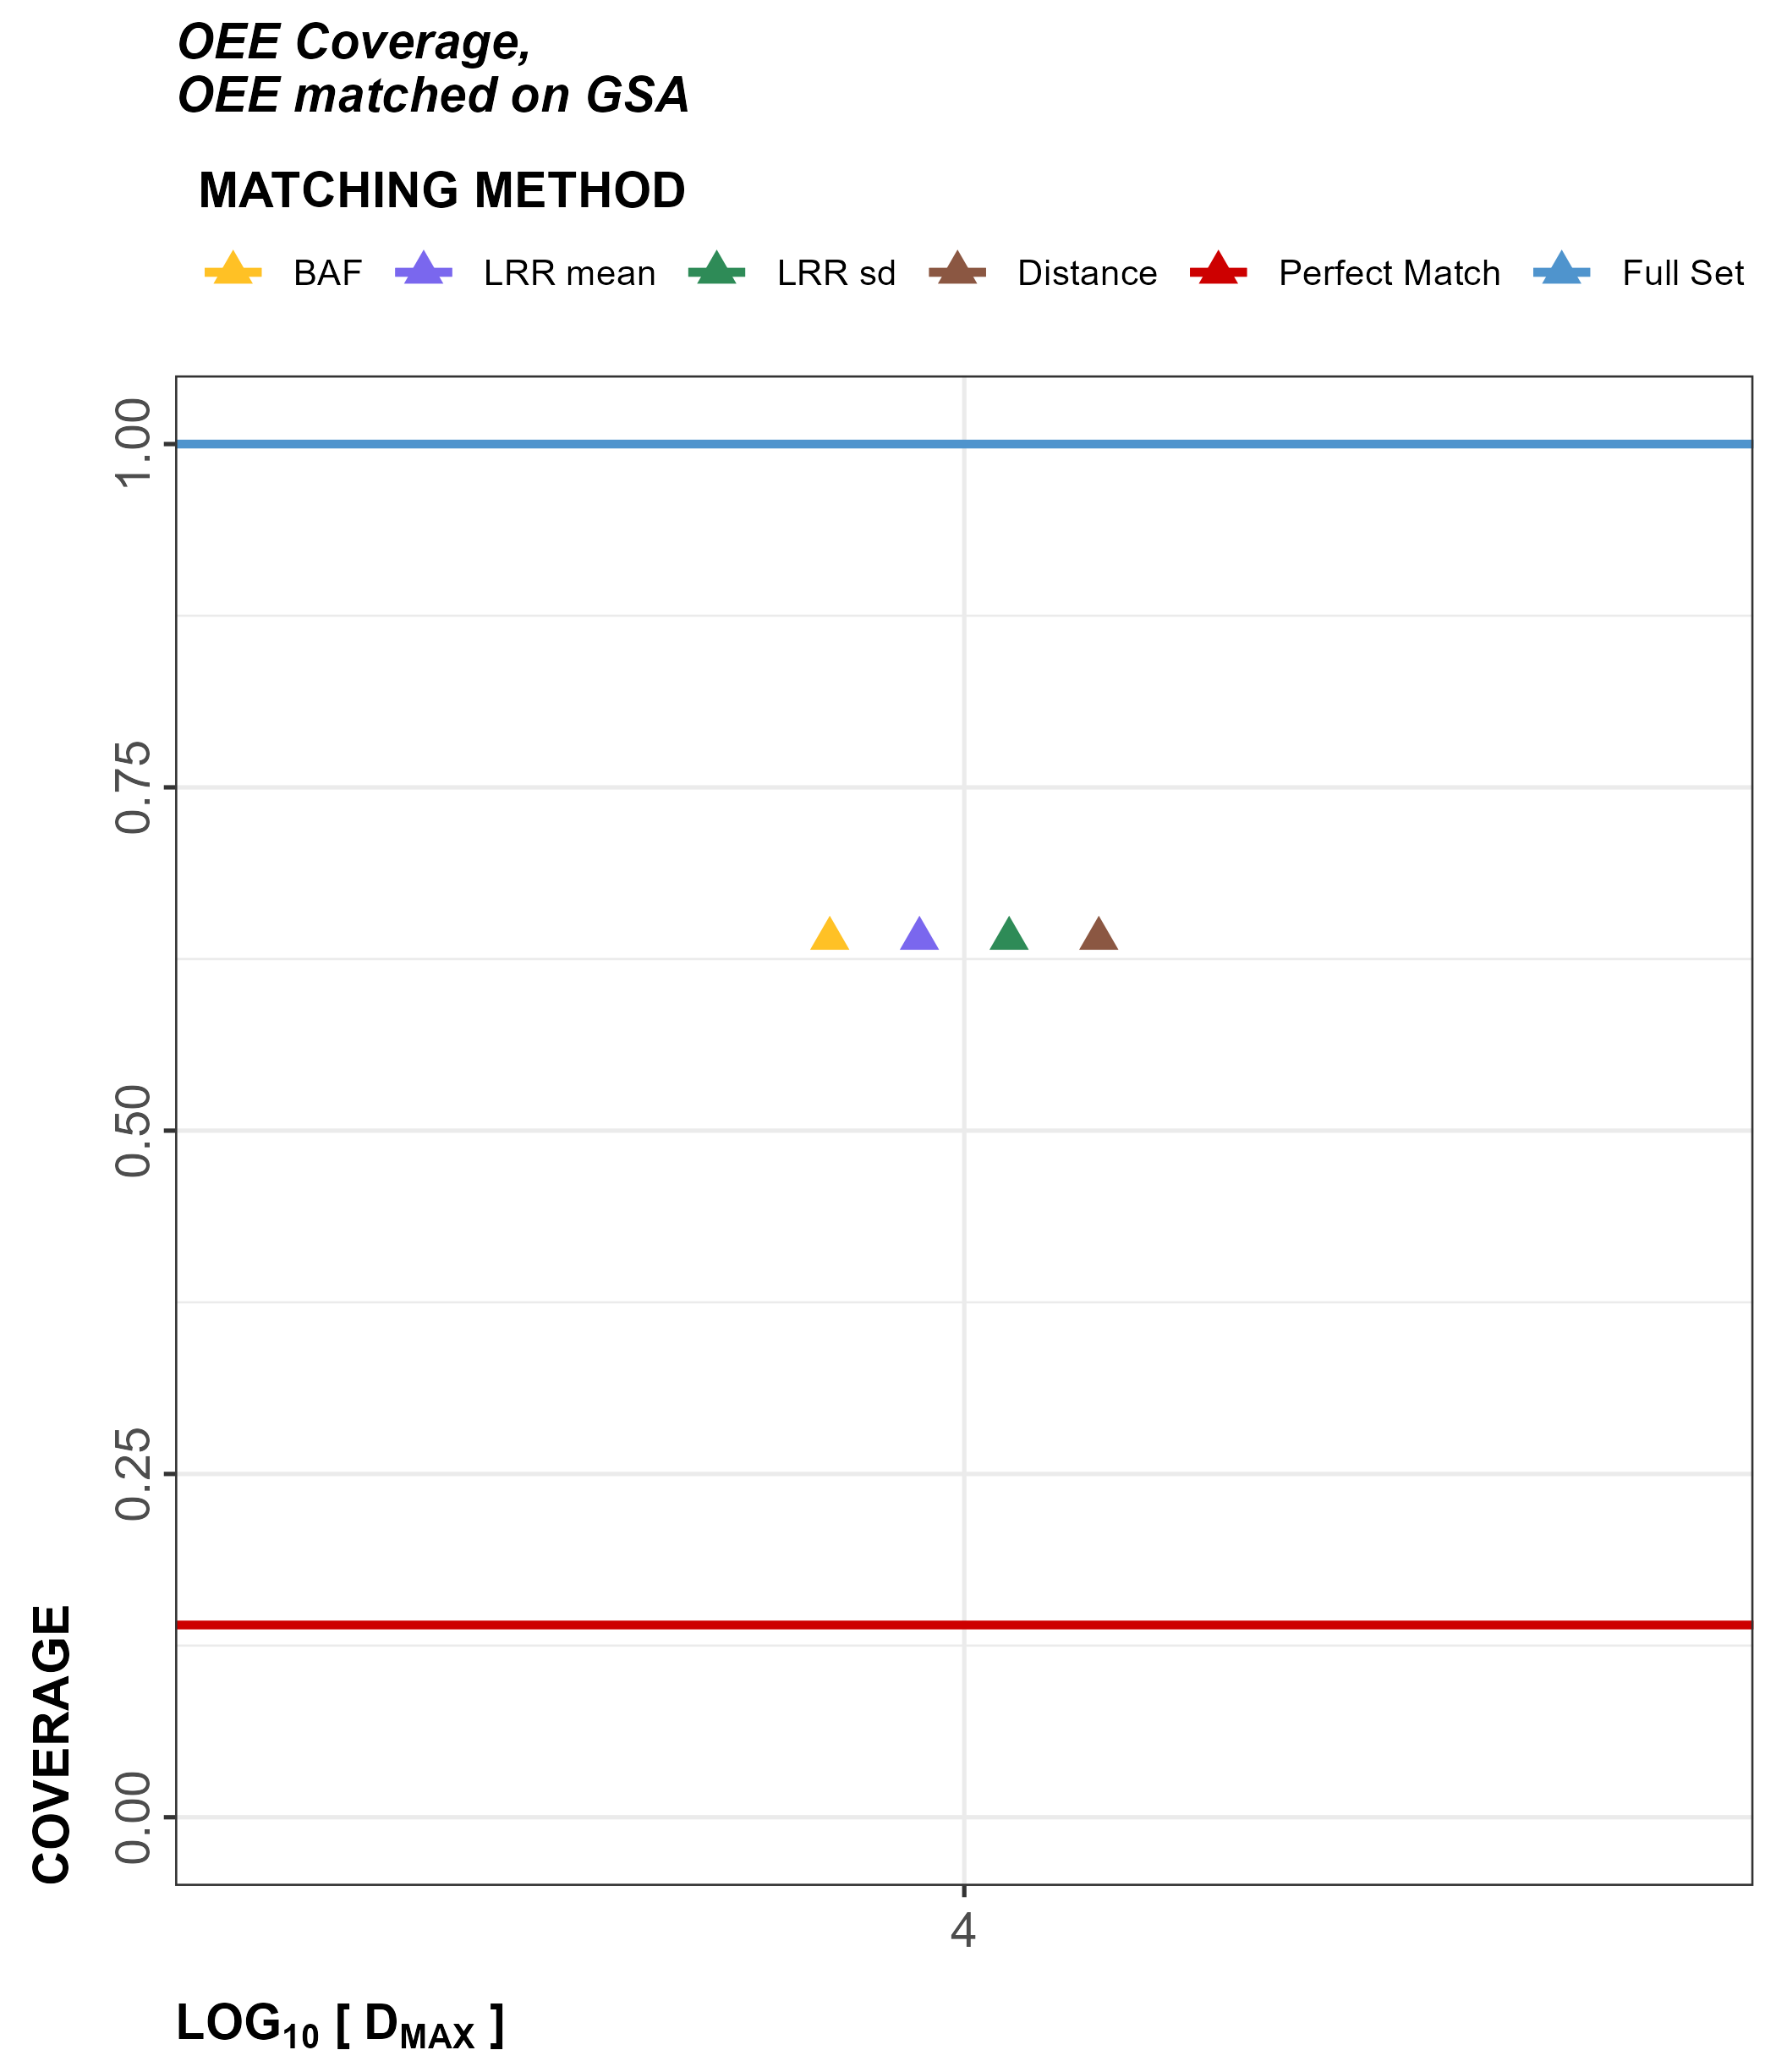 OEE Coverage,
OEE matched on GSA
MATCHING METHOD
BAF LRR mean LRR sd Distance Perfect Match Full Set
1.00
0.75
0.50
0.25
0.00
COVERAGE
4
LOG10 [ DMAX ]